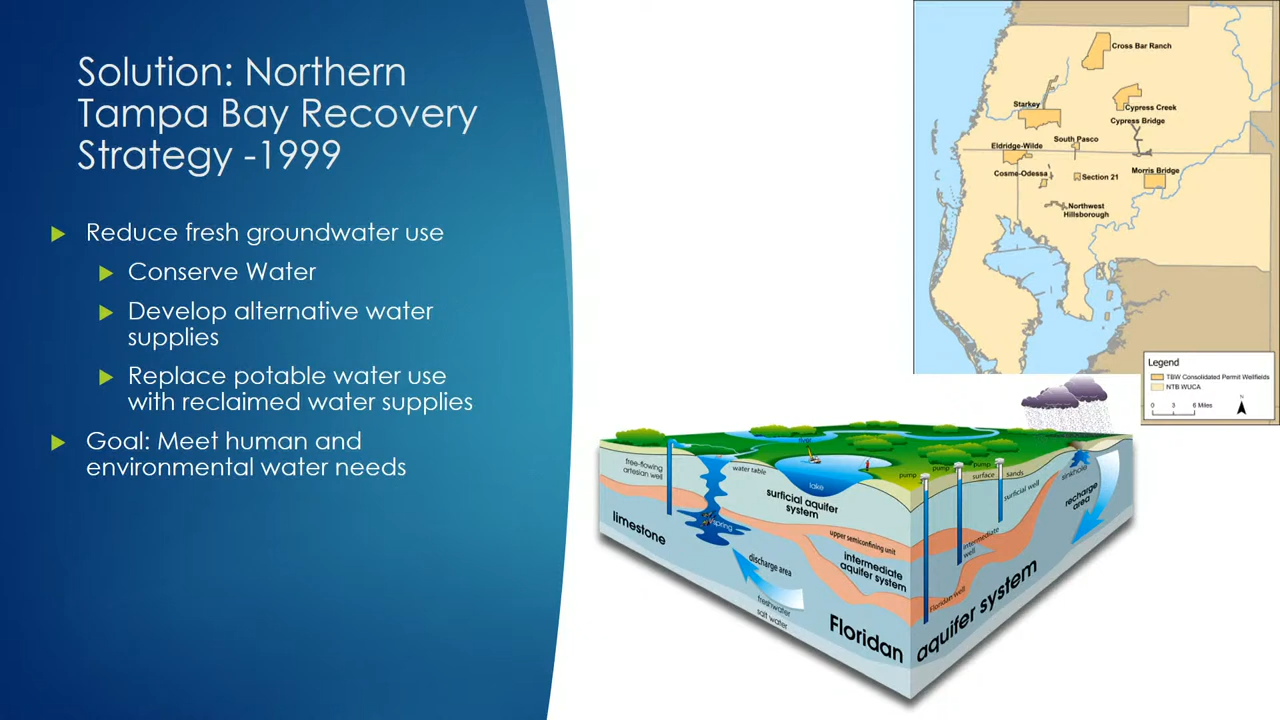 Solution: Northern
Tampa Bay Recovery
Strategy -1999
Reduce fresh groundwater use
Conserve Water
Develop alternative water
supplies
Replace potable water use
with reclaimed water supplies
Goal: Meet human and
environmental water needs
Cross Bar Ranch
Starkey
Cypress Creek
Cypress Bridge
South Pasco
Eldridge-Wilde
Cosme-Odessa
Section 21
Morris Bridge
Northwest
Hillsborough
Legend
TBW Consolidated Permit Wellfields
NTB WUCA
0 3 6 Miles
N
river
free-flowing
artesian well
water table
lake
pump
pump
pump
surface sands
sinkhole
surficial well
recharge
area
surficial aquifer
system
spring
limestone
upper semiconfining unit
intermediate
well
intermediate
aquifer system
discharge area
freshwater
salt water
Floridan well
Floridan
aquifer system